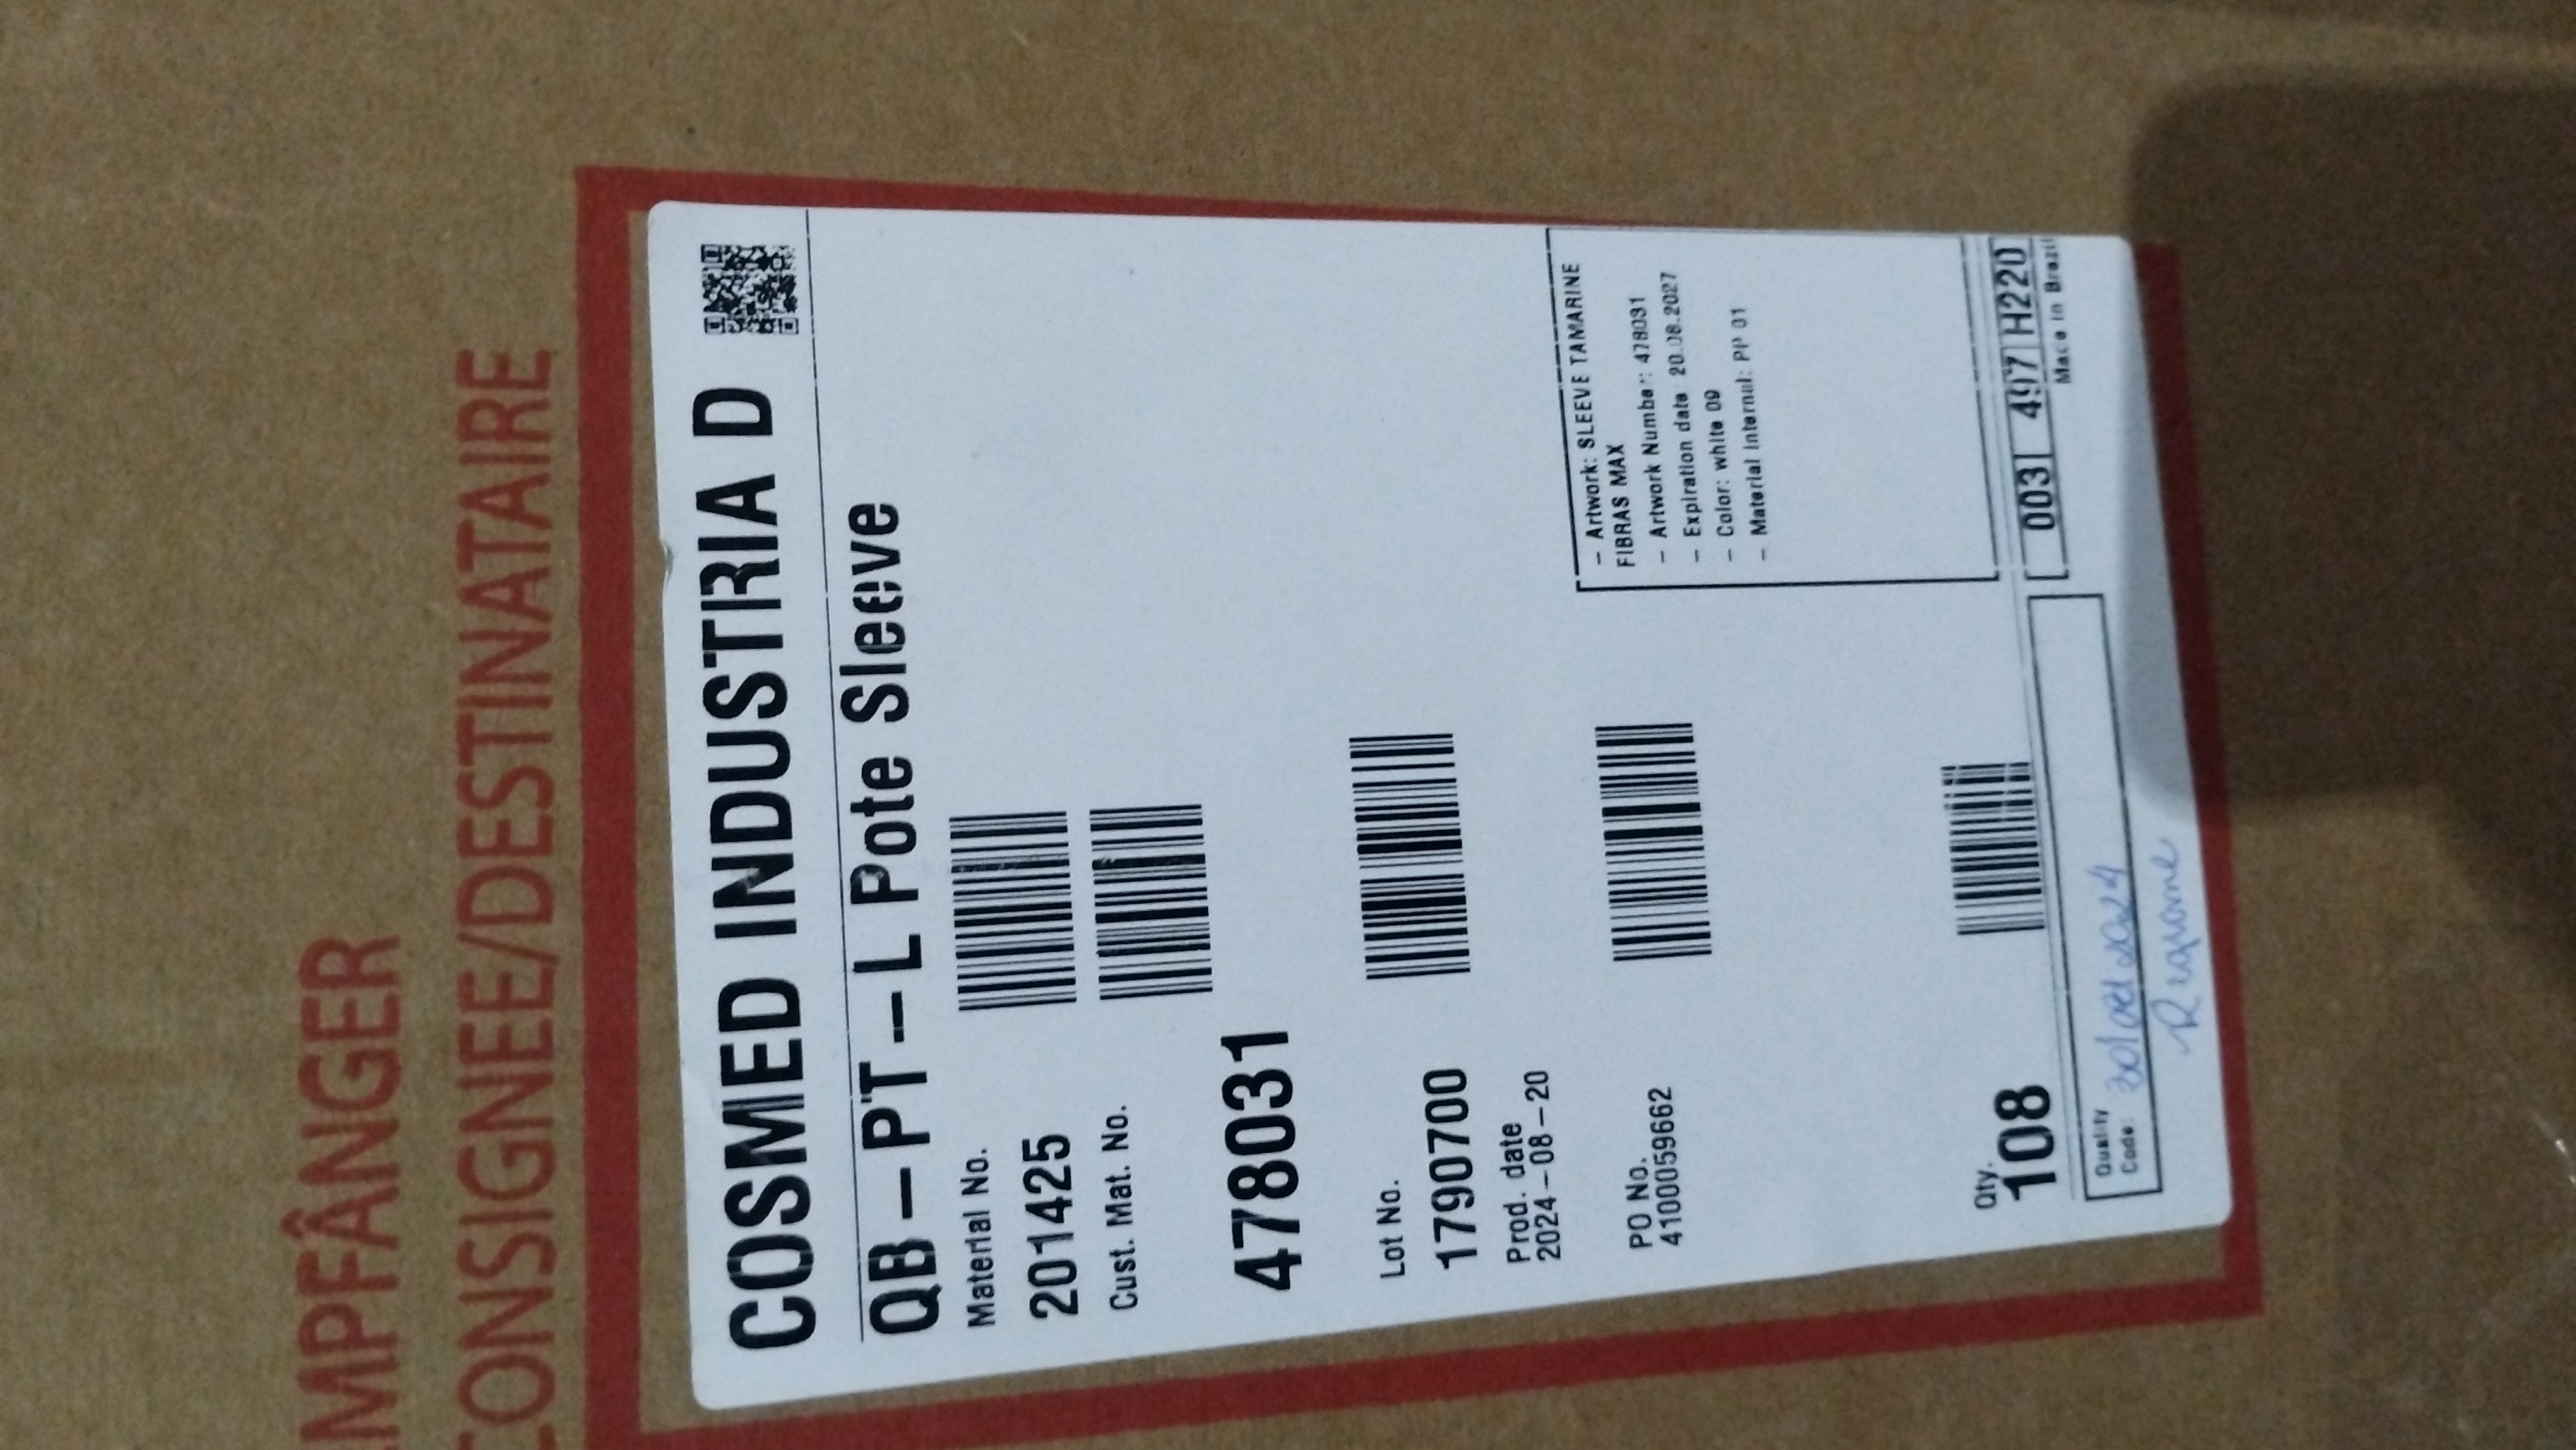 MPFÂNGER
CONSIGNEE/DESTINATAIRE
COSMED INDUSTRIA D
QB-PT-L Pote Sleeve
Material No.
201425
Cust. Mat. No.
478031
Lot No.
1790700
Prod. date
2024-08-20
PO No.
4100059662
- Artwork: SLEEVE TAMARINE
FIBRAS MAX
- Artwork Number: 478031
- Expiration date: 20.08.2027
- Color: white 09
- Material Internal: PP 01
Qty.
108
003 497 H220
Made in Brazil
Quality
Code: